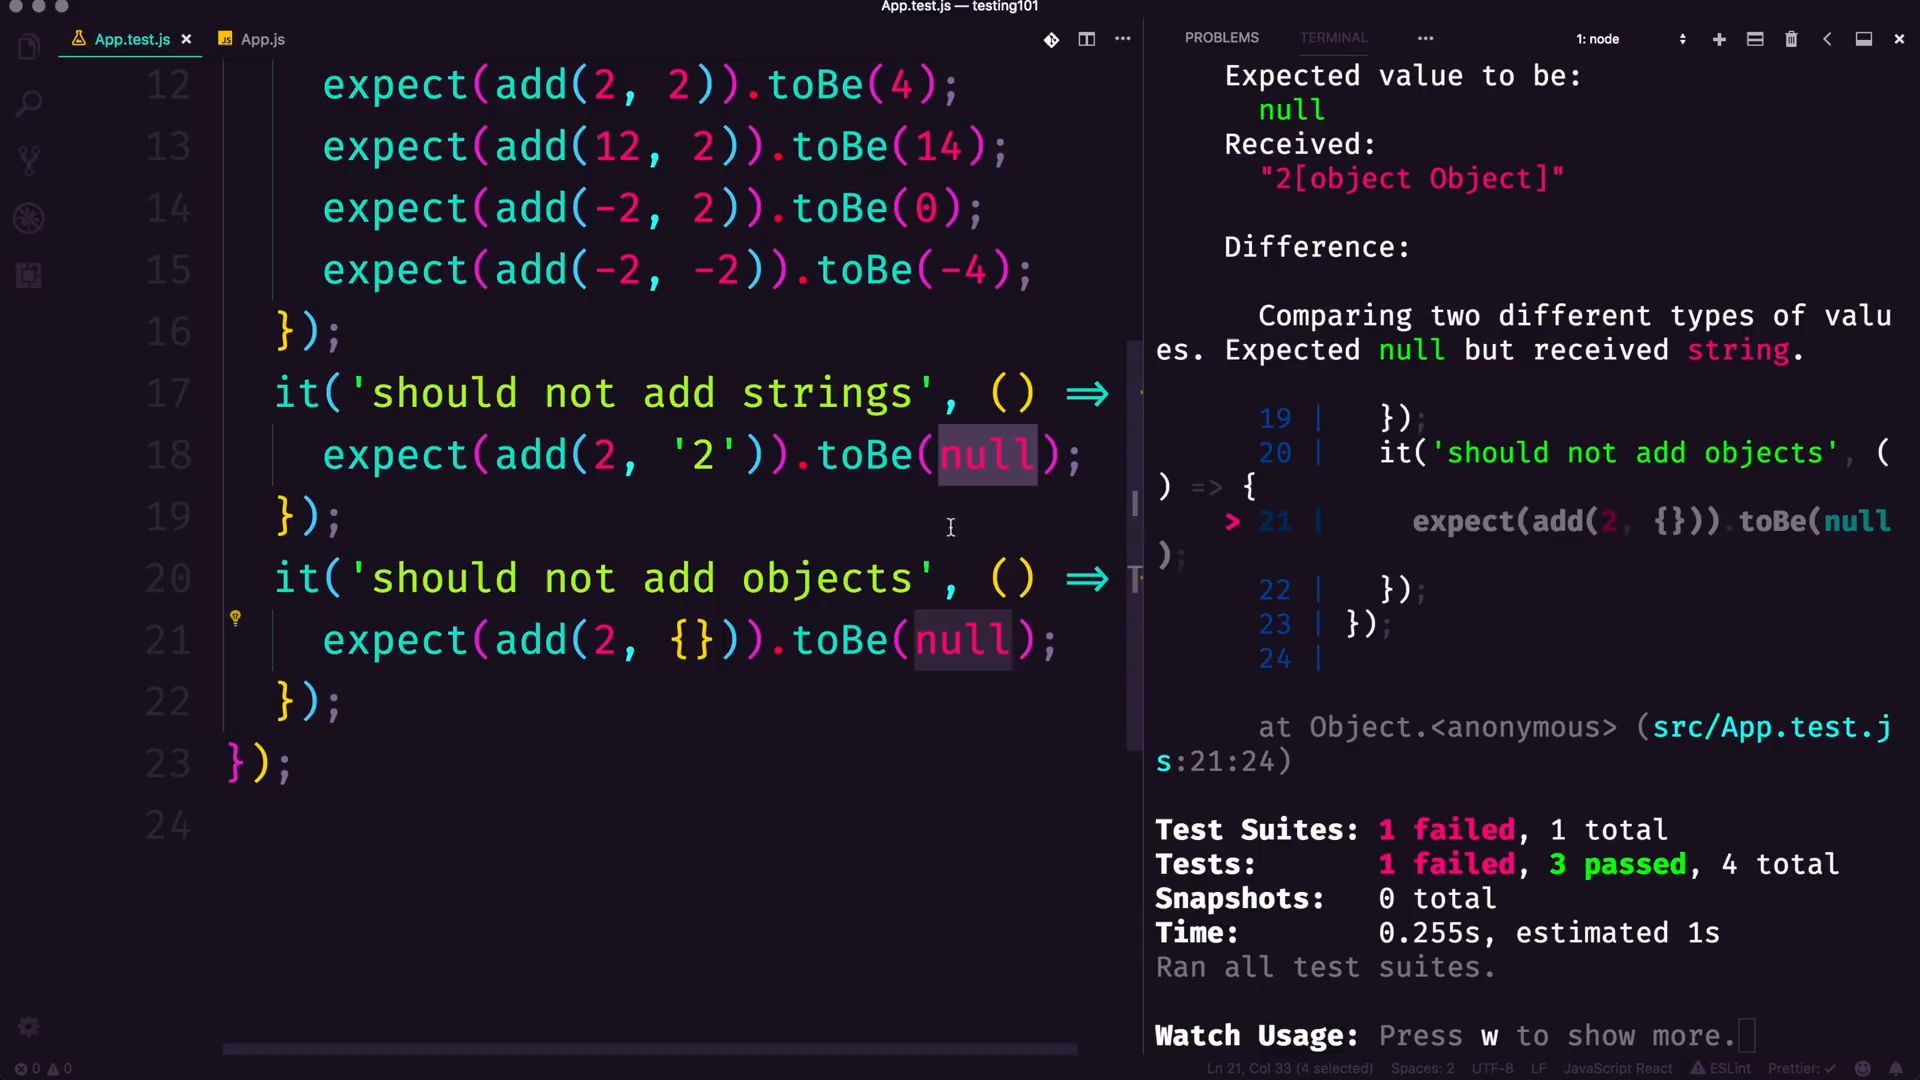 App.test.js — testing101
App.test.js
JS App.js
12 expect(add(2, 2)).toBe(4);
13 expect(add(12, 2)).toBe(14);
14 expect(add(-2, 2)).toBe(0);
15 expect(add(-2, -2)).toBe(-4);
16 });
17 it('should not add strings', () =>
18 expect(add(2, '2')).toBe(null);
19 });
20 it('should not add objects', () =>
21 expect(add(2, {})).toBe(null);
22 });
23 });
24
PROBLEMS TERMINAL ••• 1: node
Expected value to be:
null
Received:
"2[object Object]"
Difference:
Comparing two different types of valu
es. Expected null but received string.
19 | });
20 | it('should not add objects', (
) => {
> 21 | expect(add(2, {})).toBe(null
);
22 | });
23 | });
24 |
at Object.<anonymous> (src/App.test.j
s:21:24)
Test Suites: 1 failed, 1 total
Tests: 1 failed, 3 passed, 4 total
Snapshots: 0 total
Time: 0.255s, estimated 1s
Ran all test suites.
Watch Usage: Press w to show more.
0 0 Ln 21, Col 33 (4 selected) Spaces: 2 UTF-8 LF JavaScript React ESLint Prettier: ✓